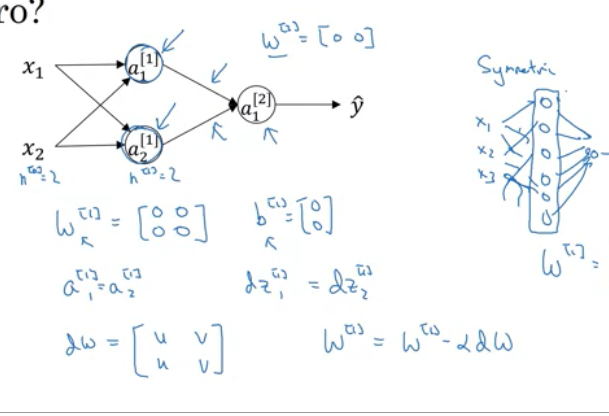 ro?
W^[2] = [0 0]
x₁ a₁^[1]
Symmetric
a₁^[2] ŷ
x₁
x₂
x₃
x₂ a₂^[1]
n^[0]=2 n^[1]=2
W^[1] = [0 0
0 0]
b^[1] = [0
0]
W^[1] =
a₁^[1] = a₂^[1] dz₁^[1] = dz₂^[1]
dW = [u v
u v]
W^[1] = W^[1] - αdW